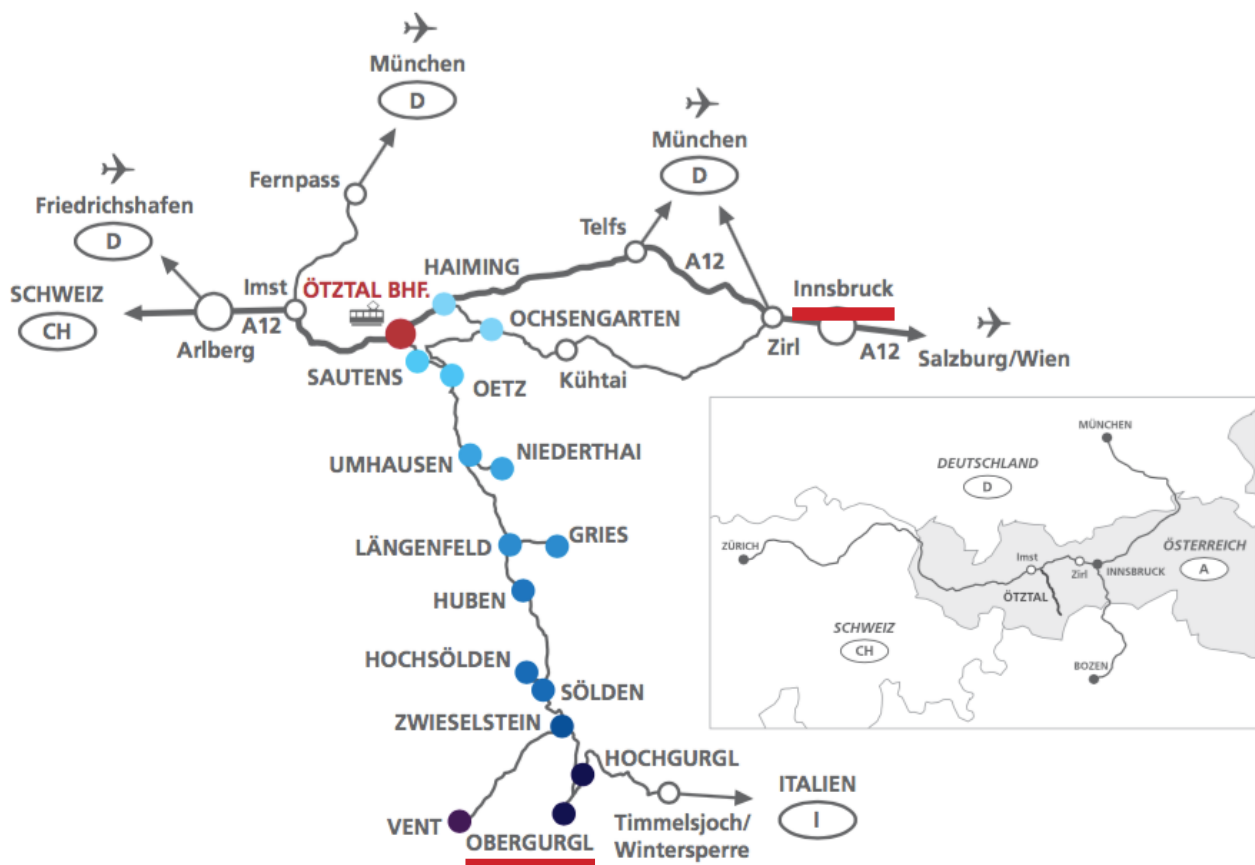 München
D
München
D
Fernpass
Friedrichshafen
D
Telfs
HAIMING
A12
Imst
ÖTZTAL BHF.
SCHWEIZ
CH
A12
Arlberg
Innsbruck
OCHSENGARTEN
Zirl
A12
Salzburg/Wien
SAUTENS
OETZ
Kühtai
UMHAUSEN
NIEDERTHAI
LÄNGENFELD
GRIES
HUBEN
HOCHSÖLDEN
SÖLDEN
ZWIESELSTEIN
HOCHGURGL
VENT
OBERGURGL
Timmelsjoch/
Wintersperre
ITALIEN
I
MÜNCHEN
DEUTSCHLAND
D
ZÜRICH
Imst
Zirl
INNSBRUCK
ÖSTERREICH
A
ÖTZTAL
SCHWEIZ
CH
BOZEN